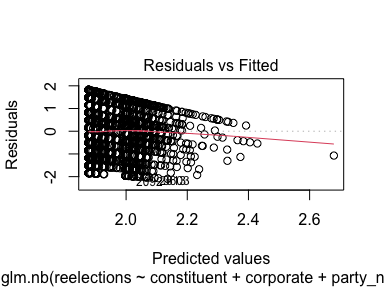 Residuals vs Fitted
Residuals
2
1
0
-2
2.0
2.2
2.4
2.6
Predicted values
glm.nb(reelections ~ constituent + corporate + party_n